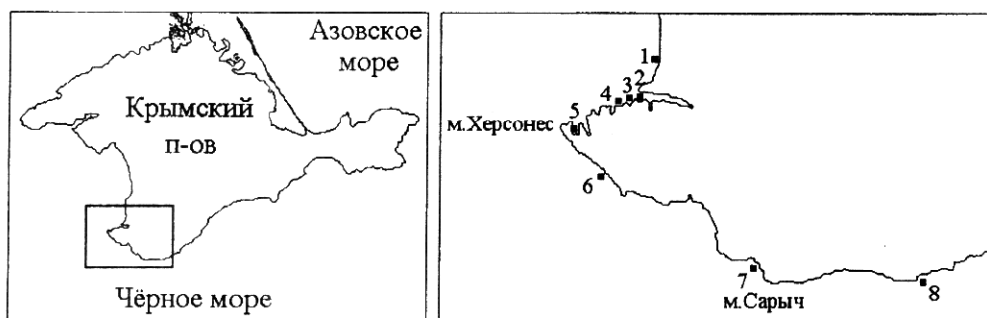 Азовское
море
Крымский
п-ов
Чёрное море
1
2
3
4
5
м.Херсонес
6
7
м.Сарыч
8